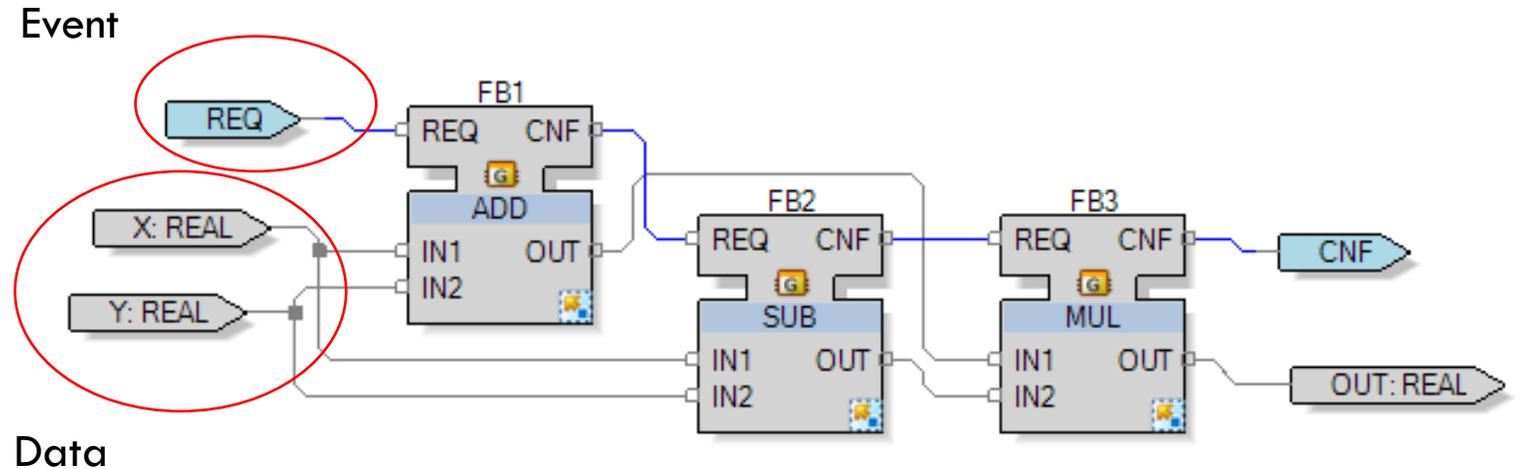 Event
REQ
X: REAL
Y: REAL
FB1
REQ CNF
G
ADD
IN1 OUT
IN2
FB2
REQ CNF
G
SUB
IN1 OUT
IN2
FB3
REQ CNF
G
MUL
IN1 OUT
IN2
CNF
OUT: REAL
Data